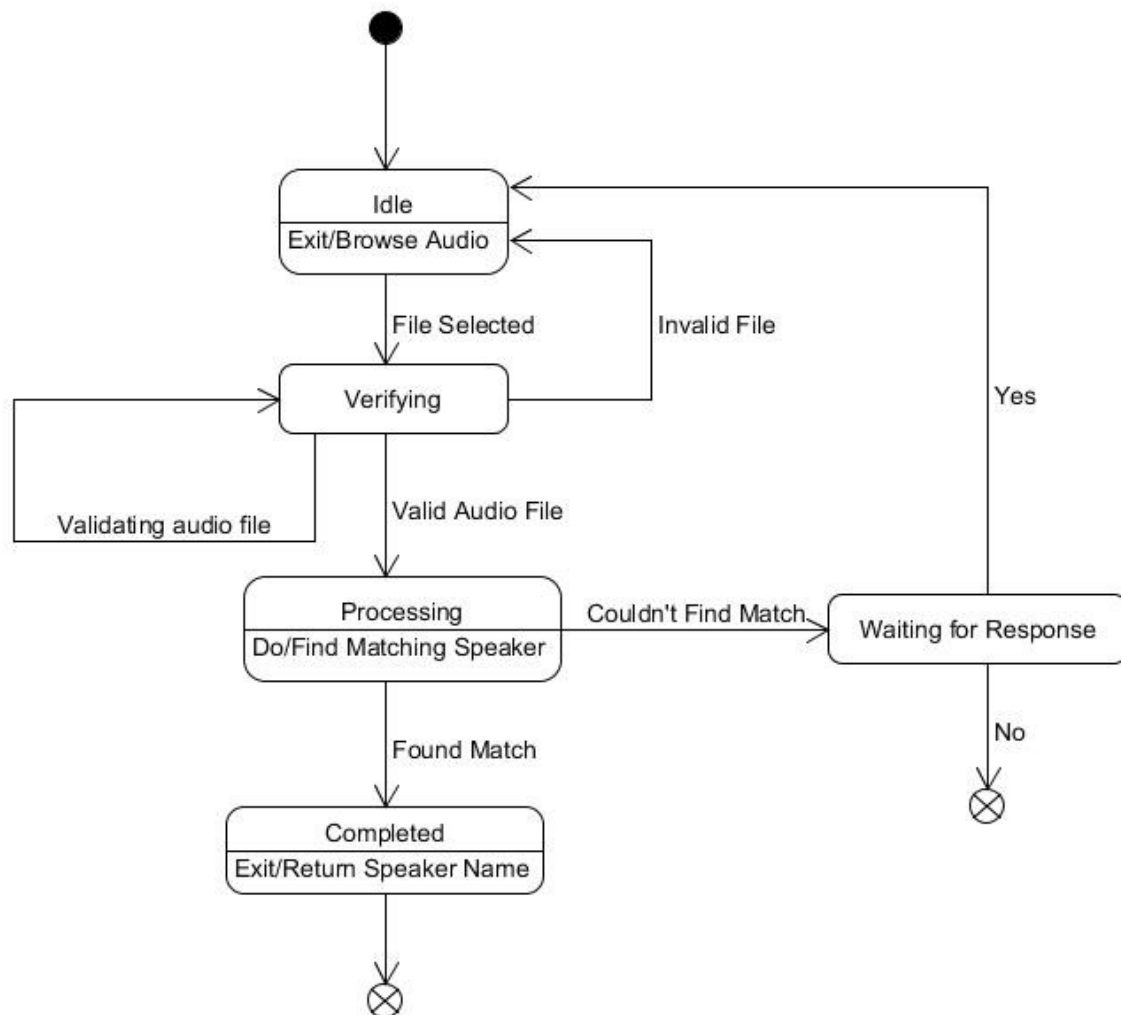 Idle
Exit/Browse Audio
File Selected
Invalid File
Verifying
Yes
Validating audio file
Valid Audio File
Processing
Do/Find Matching Speaker
Couldn't Find Match
Waiting for Response
No
Found Match
Completed
Exit/Return Speaker Name